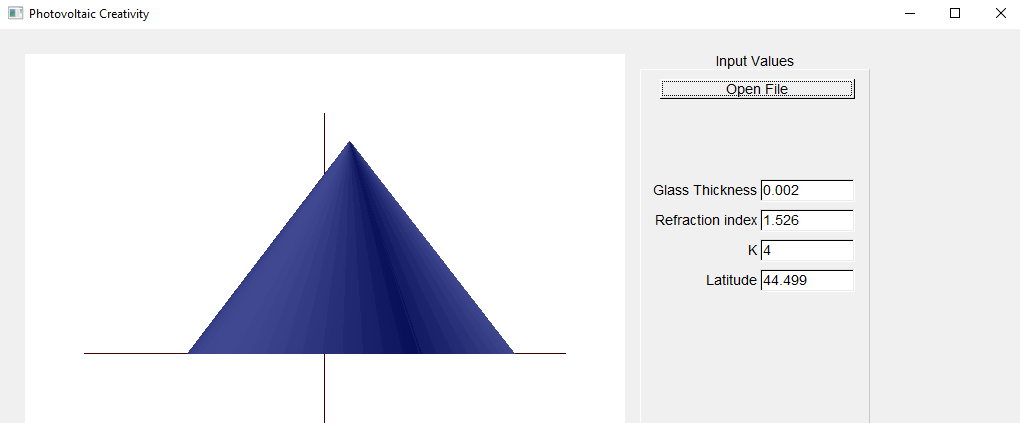 Photovoltaic Creativity
Input Values
Open File
Glass Thickness 0.002
Refraction index 1.526
K 4
Latitude 44.499